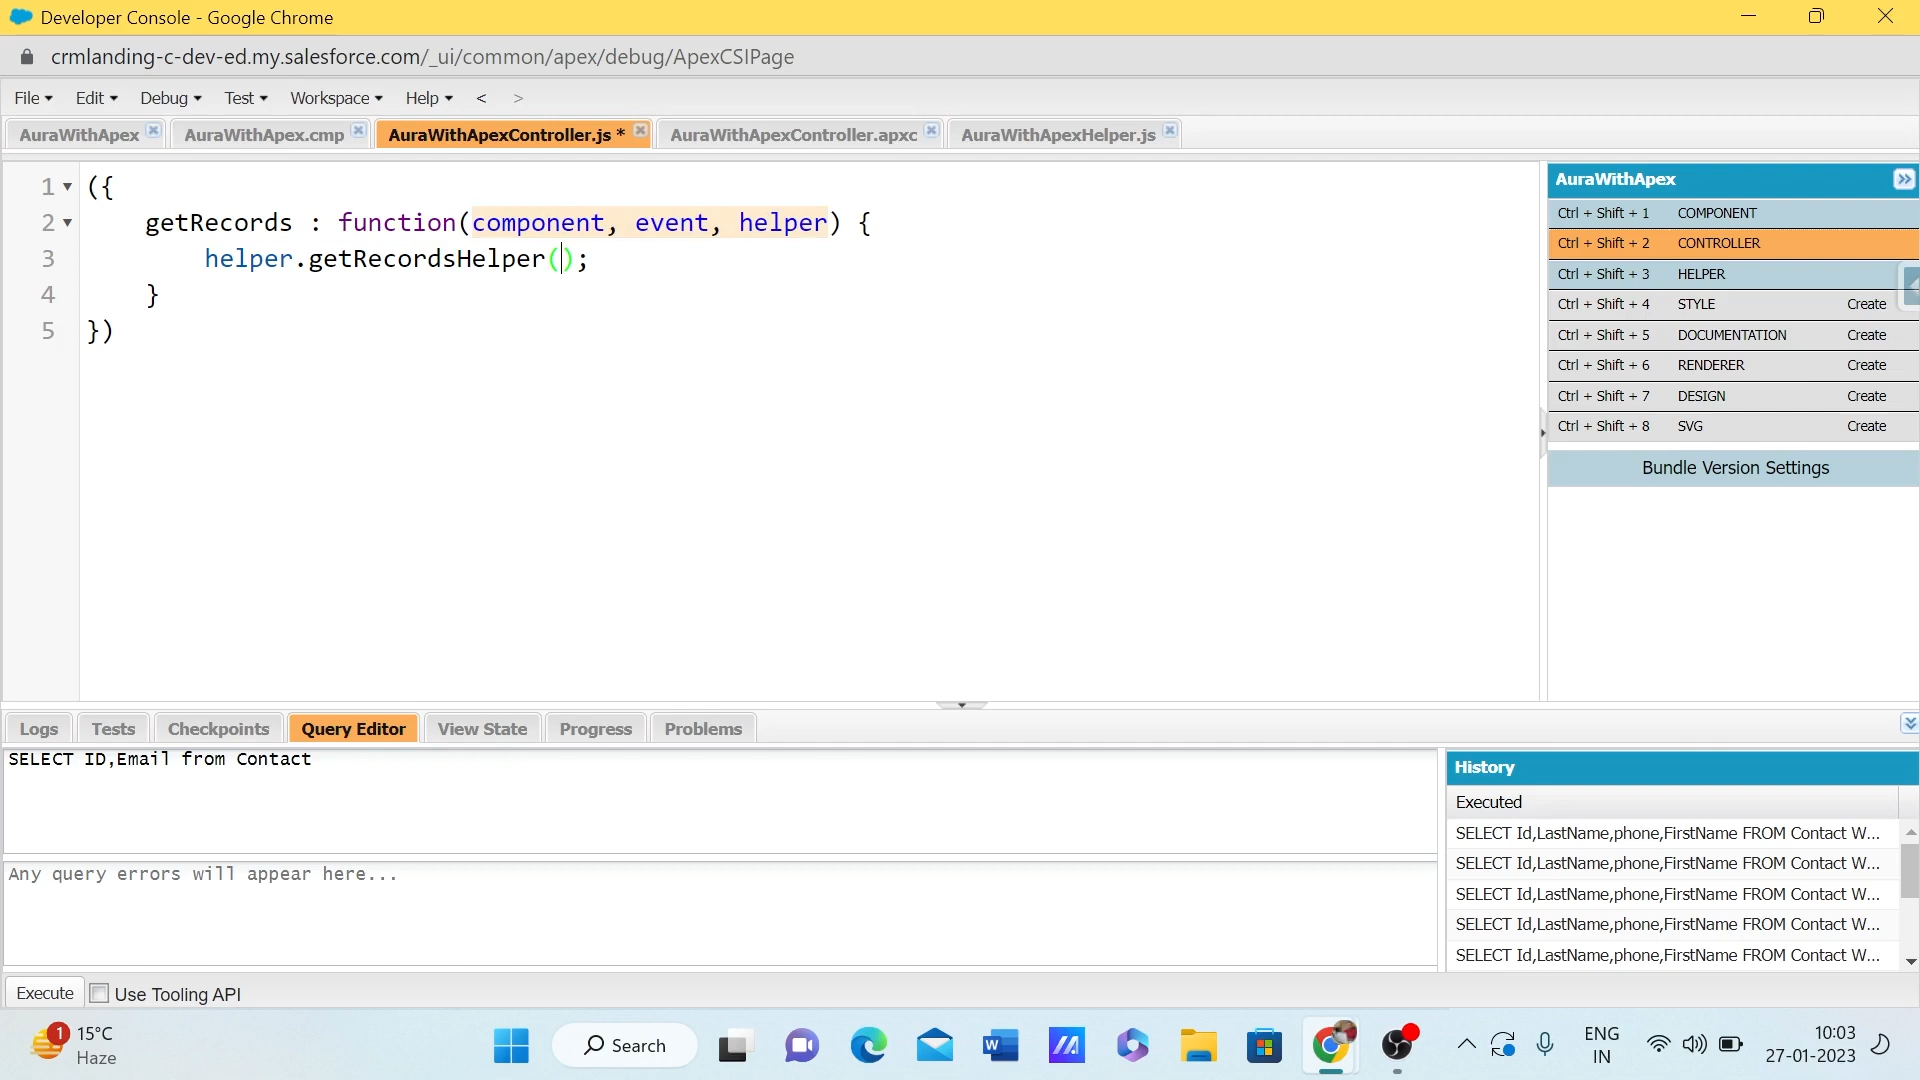 Developer Console - Google Chrome
crmlanding-c-dev-ed.my.salesforce.com/_ui/common/apex/debug/ApexCSIPage
File Edit Debug Test Workspace Help < >
AuraWithApex AuraWithApex.cmp AuraWithApexController.js * AuraWithApexController.apxc AuraWithApexHelper.js
1 ({
2 getRecords : function(component, event, helper) {
3 helper.getRecordsHelper();
4 }
5 })
AuraWithApex
Ctrl + Shift + 1 COMPONENT
Ctrl + Shift + 2 CONTROLLER
Ctrl + Shift + 3 HELPER
Ctrl + Shift + 4 STYLE Create
Ctrl + Shift + 5 DOCUMENTATION Create
Ctrl + Shift + 6 RENDERER Create
Ctrl + Shift + 7 DESIGN Create
Ctrl + Shift + 8 SVG Create
Bundle Version Settings
Logs Tests Checkpoints Query Editor View State Progress Problems
SELECT ID,Email from Contact
Any query errors will appear here...
History
Executed
SELECT Id,LastName,phone,FirstName FROM Contact W...
SELECT Id,LastName,phone,FirstName FROM Contact W...
SELECT Id,LastName,phone,FirstName FROM Contact W...
SELECT Id,LastName,phone,FirstName FROM Contact W...
SELECT Id,LastName,phone,FirstName FROM Contact W...
Execute Use Tooling API
1 15°C
Haze
Search
W
ENG
IN
10:03
27-01-2023